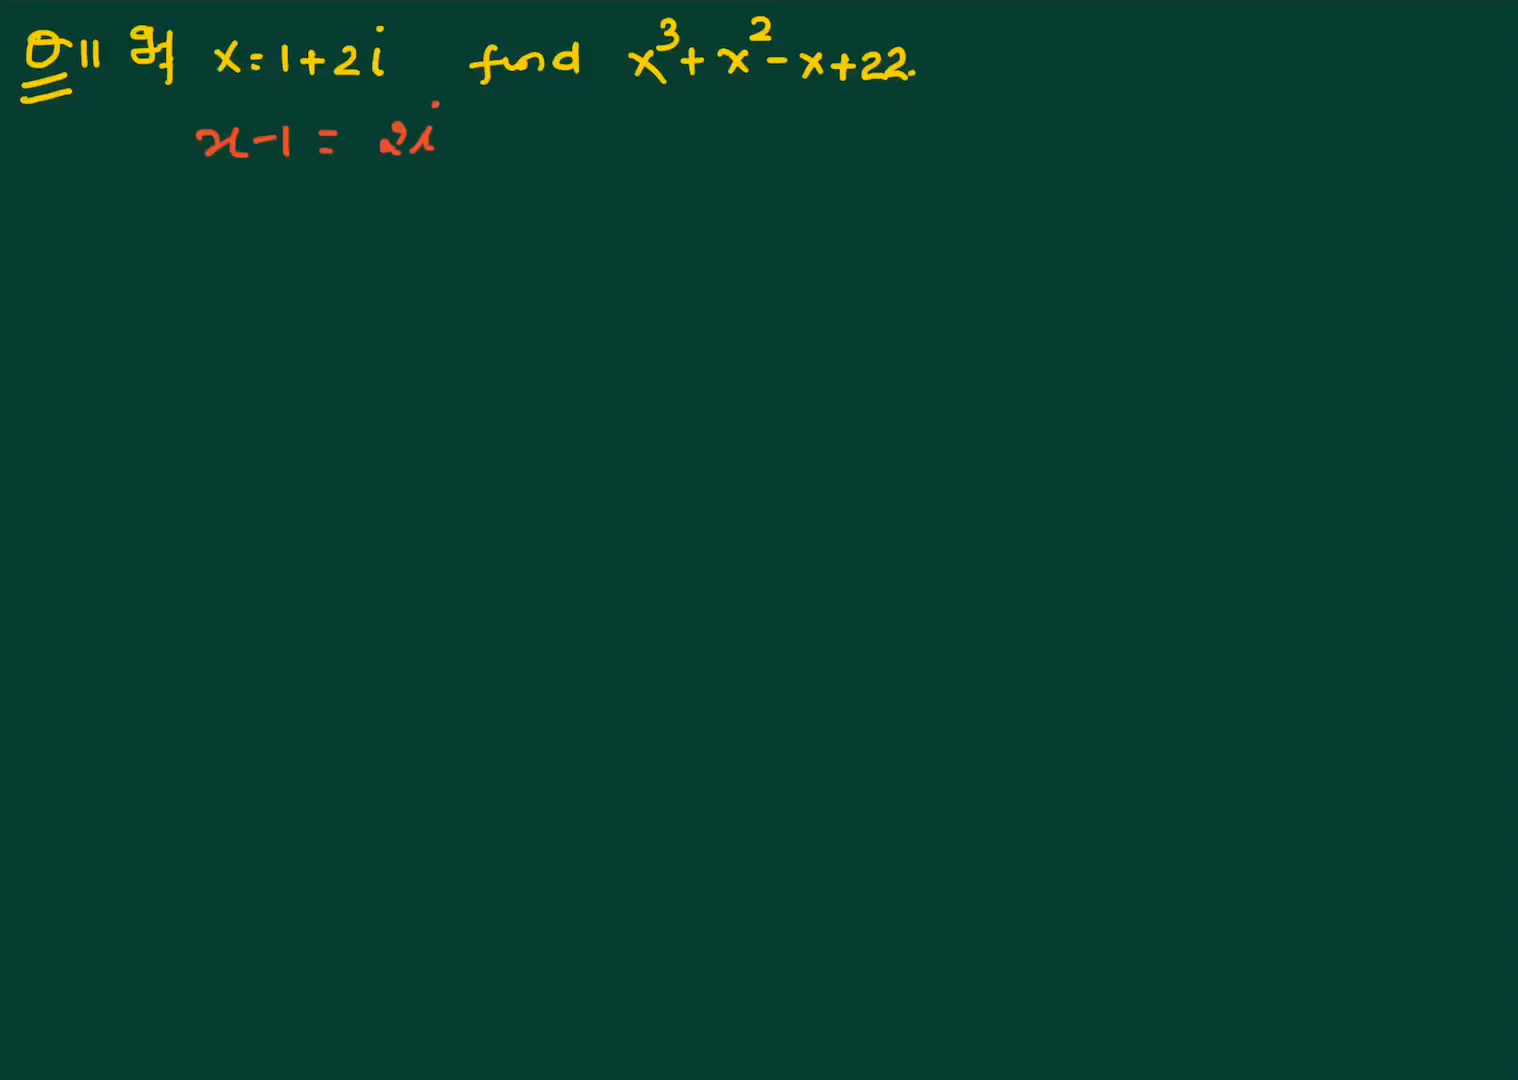 Q11 If x=1+2i find x³+x²-x+22.
x-1 = 2i